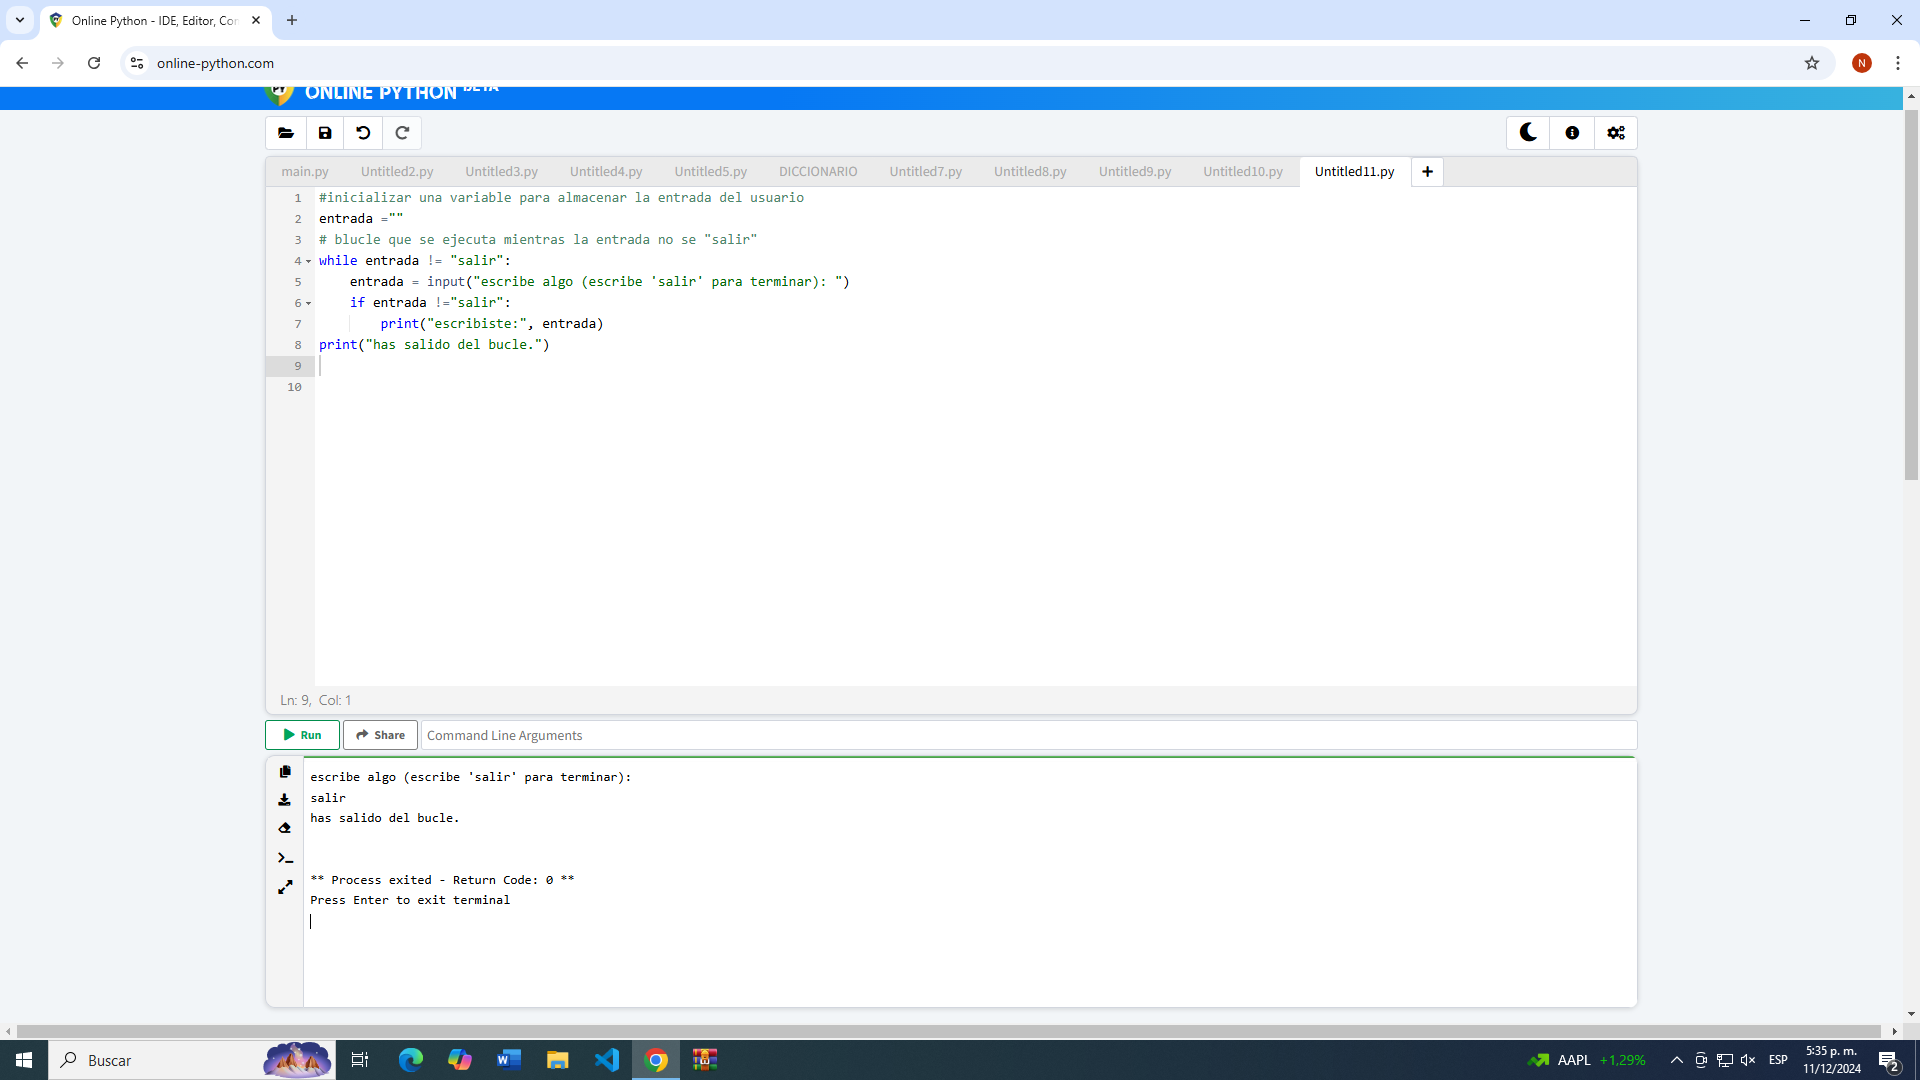 Online Python - IDE, Editor, Con
online-python.com
N
PY ONLINE PYTHON BETA
main.py Untitled2.py Untitled3.py Untitled4.py Untitled5.py DICCIONARIO Untitled7.py Untitled8.py Untitled9.py Untitled10.py Untitled11.py +
1 #inicializar una variable para almacenar la entrada del usuario
2 entrada =""
3 # blucle que se ejecuta mientras la entrada no se "salir"
4 while entrada != "salir":
5 entrada = input("escribe algo (escribe 'salir' para terminar): ")
6 if entrada !="salir":
7 print("escribiste:", entrada)
8 print("has salido del bucle.")
9
10
Ln: 9, Col: 1
Run Share Command Line Arguments
escribe algo (escribe 'salir' para terminar):
salir
has salido del bucle.
** Process exited - Return Code: 0 **
Press Enter to exit terminal
Buscar
AAPL +1,29%
ESP
5:35 p. m.
11/12/2024
2